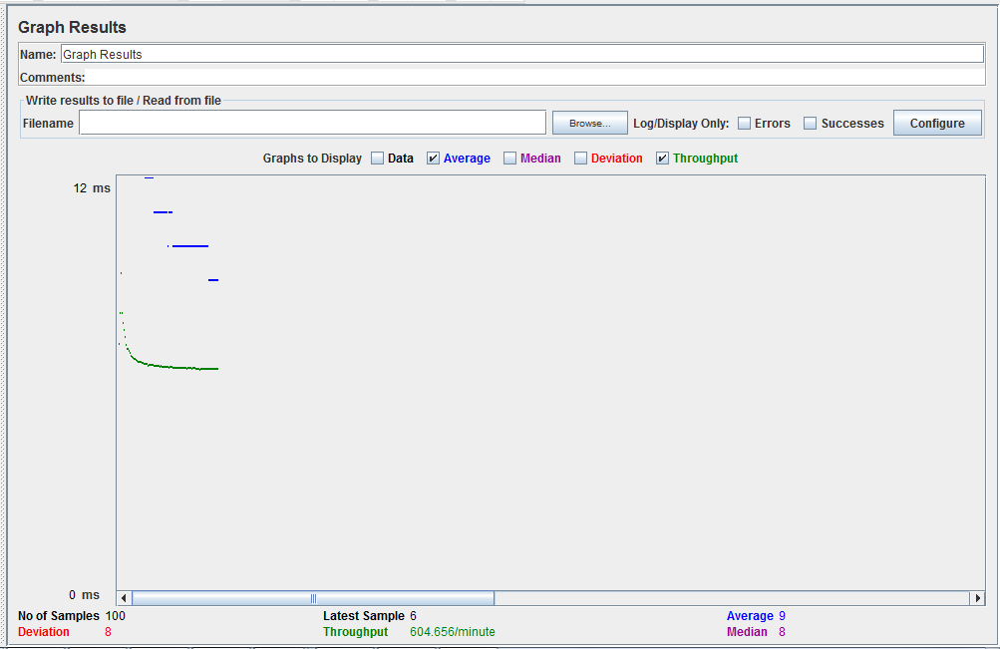 Graph Results
Name: Graph Results
Comments:
Write results to file / Read from file
Filename Browse... Log/Display Only: Errors Successes Configure
Graphs to Display Data Average Median Deviation Throughput
12 ms
0 ms
No of Samples 100 Latest Sample 6 Average 9
Deviation 8 Throughput 604.656/minute Median 8